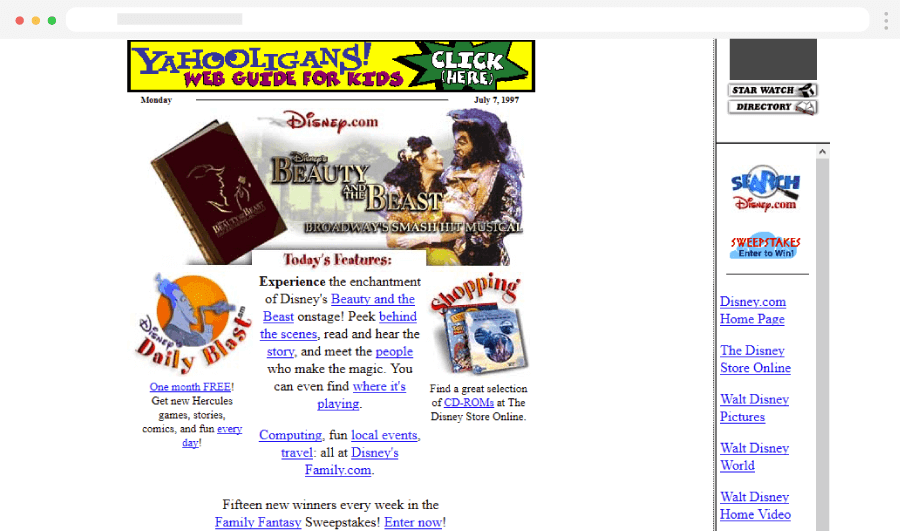 YAHOOLIGANS!
WEB GUIDE FOR KIDS
CLICK
(HERE)
Monday
July 7, 1997
Disney.com
Disney's
BEAUTY
AND THE
BEAST
BROADWAY'S SMASH HIT MUSICAL
Today's Features:
Disney's
Daily Blast
One month FREE!
Get new Hercules
games, stories,
comics, and fun every
day!
Experience the enchantment
of Disney's Beauty and the
Beast onstage! Peek behind
the scenes, read and hear the
story, and meet the people
who make the magic. You
can even find where it's
playing.
Computing, fun local events,
travel: all at Disney's
Family.com.
Shopping
Find a great selection
of CD-ROMs at The
Disney Store Online.
Fifteen new winners every week in the
Family Fantasy Sweepstakes! Enter now!
STAR WATCH
DIRECTORY
SEARCH
Disney.com
SWEEPSTAKES
Enter to Win!
Disney.com
Home Page
The Disney
Store Online
Walt Disney
Pictures
Walt Disney
World
Walt Disney
Home Video